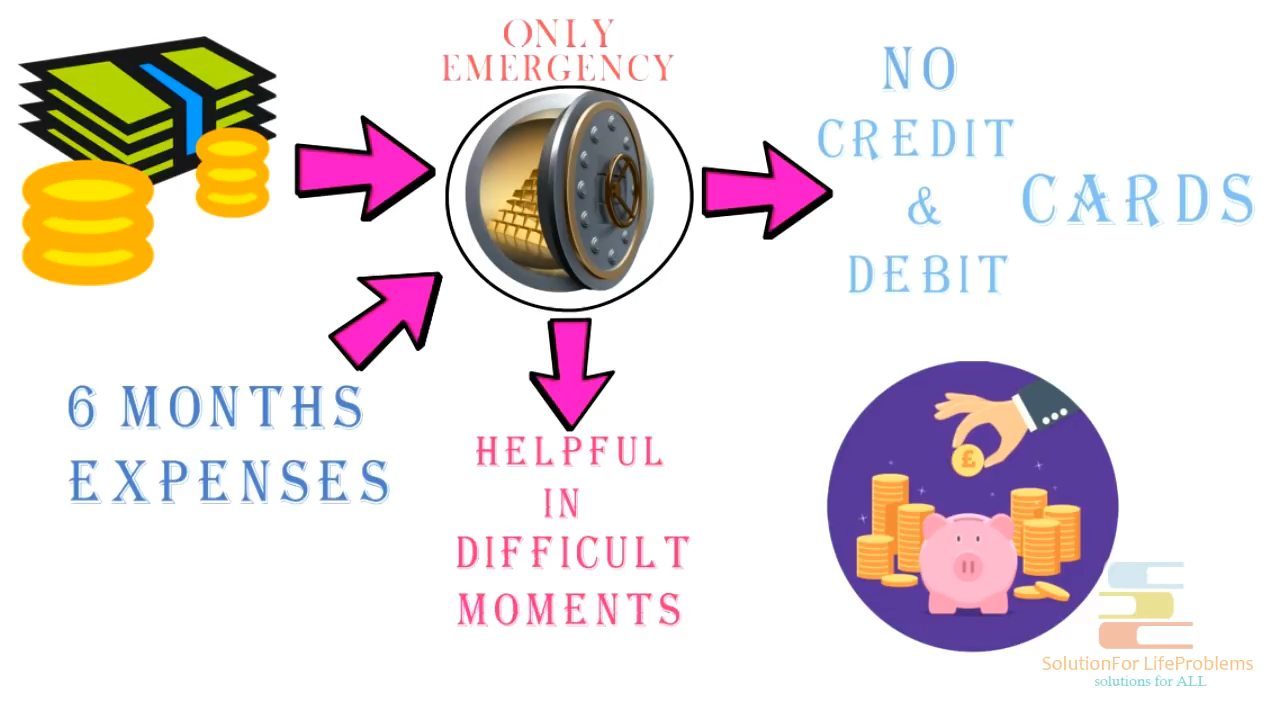 ONLY
EMERGENCY
NO
CREDIT
&
DEBIT
CARDS
6 MONTHS
EXPENSES
HELPFUL
IN
DIFFICULT
MOMENTS
£
SolutionFor LifeProblems
solutions for ALL